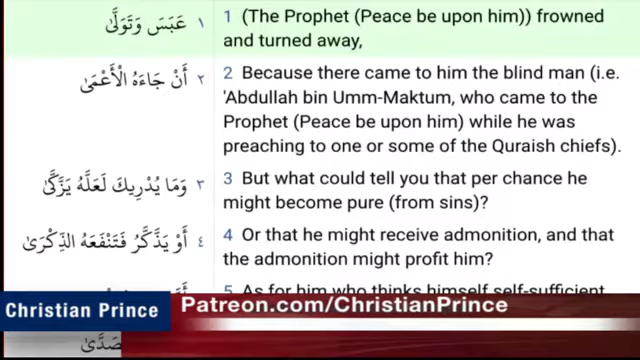 عَبَسَ وَتَوَلَّىٰ ١
1 (The Prophet (Peace be upon him)) frowned
and turned away,
أَنْ جَاءَهُ الْأَعْمَىٰ ٢
2 Because there came to him the blind man (i.e.
'Abdullah bin Umm-Maktum, who came to the
Prophet (Peace be upon him) while he was
preaching to one or some of the Quraish chiefs).
وَمَا يُدْرِيكَ لَعَلَّهُ يَزَّكَّىٰ ٣
3 But what could tell you that per chance he
might become pure (from sins)?
أَوْ يَذَّكَّرُ فَتَنْفَعَهُ الذِّكْرَىٰ ٤
4 Or that he might receive admonition, and that
the admonition might profit him?
5 As for him who thinks himself self-sufficient
Christian Prince
Patreon.com/ChristianPrince